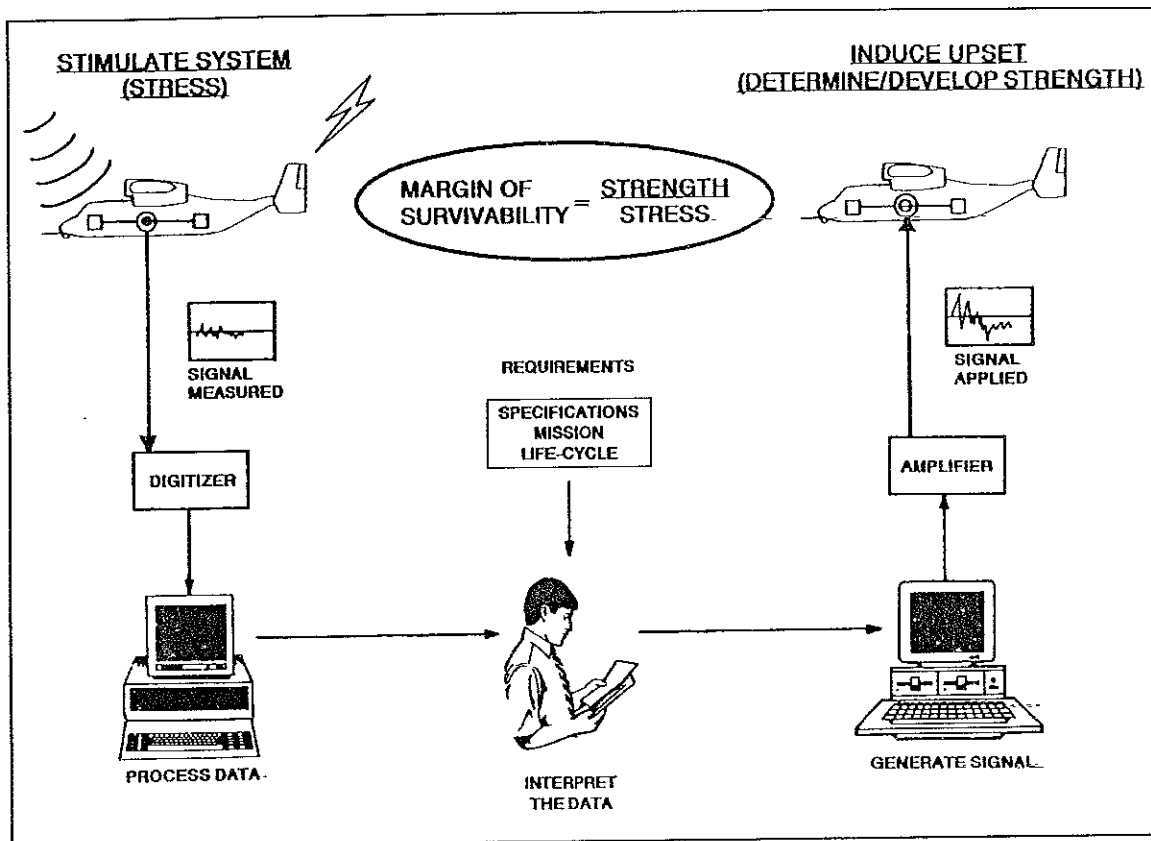 STIMULATE SYSTEM
(STRESS)
INDUCE UPSET
(DETERMINE/DEVELOP STRENGTH)
MARGIN OF
SURVIVABILITY
=
STRENGTH
STRESS
SIGNAL
MEASURED
REQUIREMENTS
SPECIFICATIONS
MISSION
LIFE-CYCLE
SIGNAL
APPLIED
DIGITIZER
AMPLIFIER
PROCESS DATA
INTERPRET
THE DATA
GENERATE SIGNAL